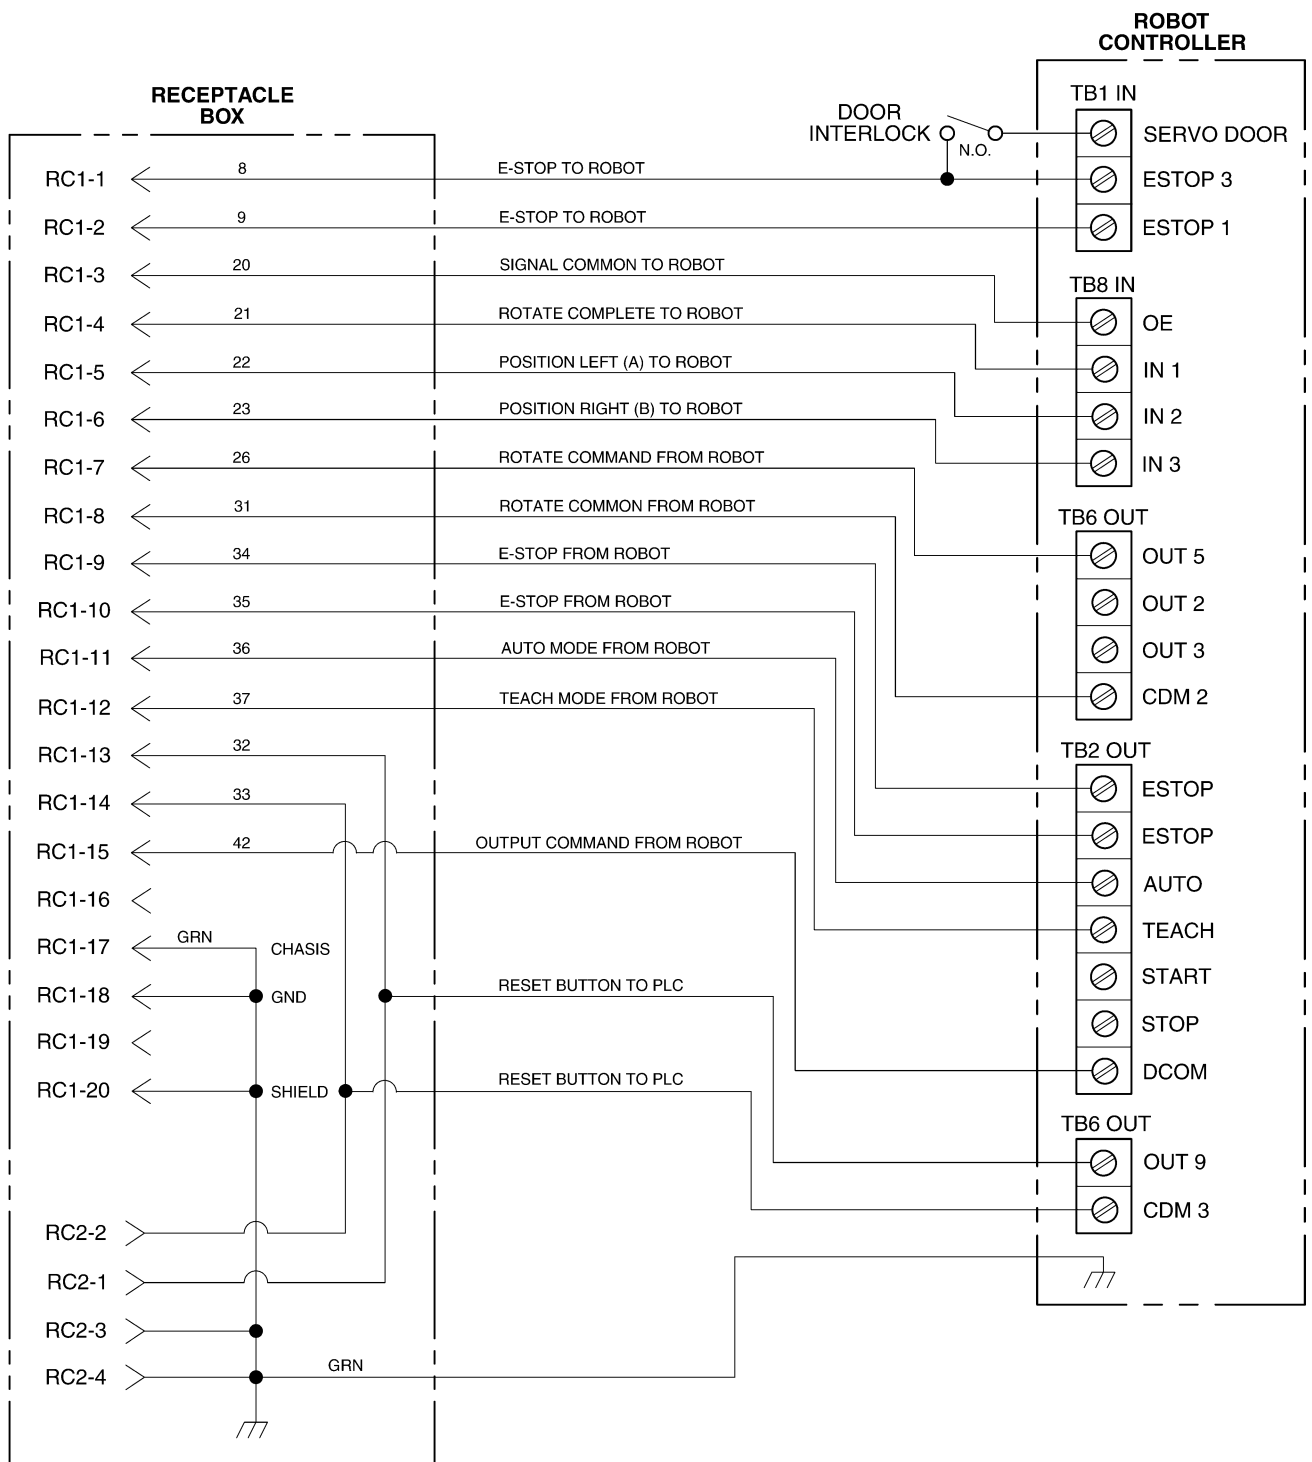 ROBOT
CONTROLLER
RECEPTACLE
BOX
TB1 IN
DOOR
INTERLOCK
N.O.
SERVO DOOR
RC1-1
8
E-STOP TO ROBOT
ESTOP 3
RC1-2
9
E-STOP TO ROBOT
ESTOP 1
RC1-3
20
SIGNAL COMMON TO ROBOT
TB8 IN
OE
RC1-4
21
ROTATE COMPLETE TO ROBOT
IN 1
RC1-5
22
POSITION LEFT (A) TO ROBOT
IN 2
RC1-6
23
POSITION RIGHT (B) TO ROBOT
IN 3
RC1-7
26
ROTATE COMMAND FROM ROBOT
RC1-8
31
ROTATE COMMON FROM ROBOT
TB6 OUT
OUT 5
RC1-9
34
E-STOP FROM ROBOT
OUT 2
RC1-10
35
E-STOP FROM ROBOT
OUT 3
RC1-11
36
AUTO MODE FROM ROBOT
CDM 2
RC1-12
37
TEACH MODE FROM ROBOT
TB2 OUT
RC1-13
32
ESTOP
RC1-14
33
ESTOP
RC1-15
42
OUTPUT COMMAND FROM ROBOT
AUTO
RC1-16
TEACH
RC1-17
GRN
CHASIS
START
RC1-18
GND
RESET BUTTON TO PLC
STOP
RC1-19
DCOM
RC1-20
SHIELD
RESET BUTTON TO PLC
TB6 OUT
OUT 9
CDM 3
RC2-2
RC2-1
RC2-3
RC2-4
GRN